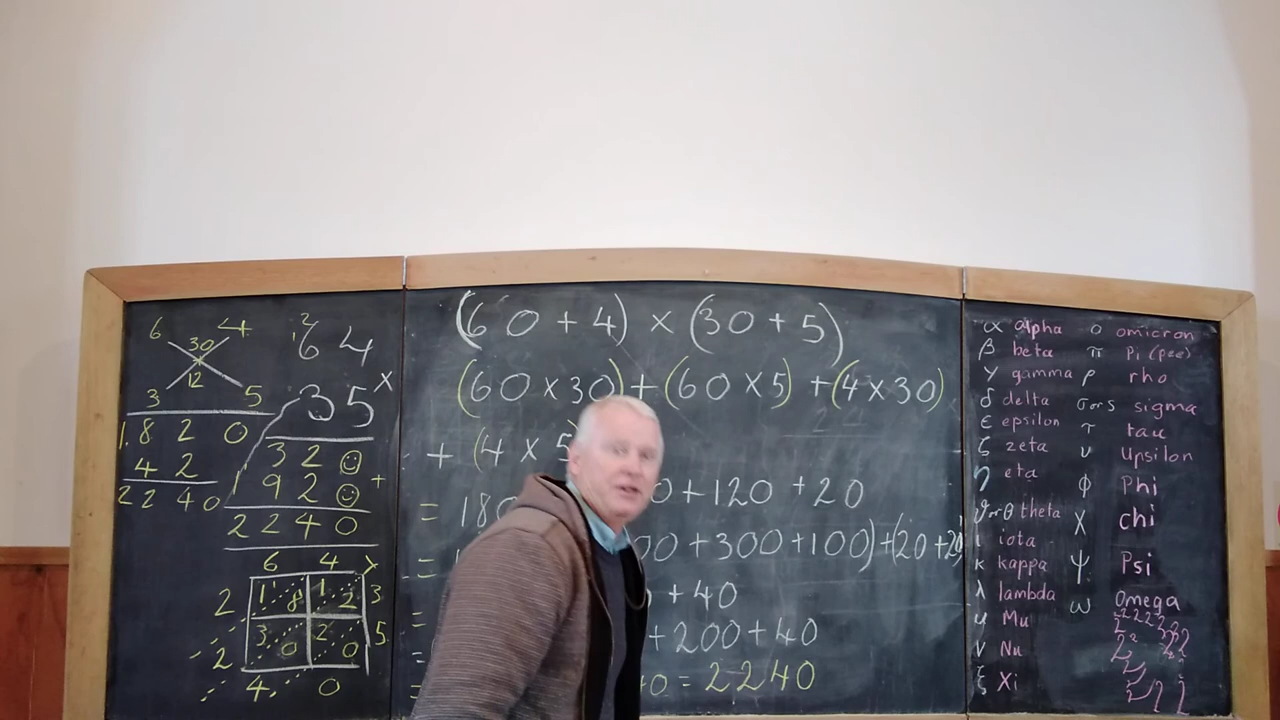 6 4
30
12
3 5
1.8 2 0
4 2
2 2 4 0
2
6 4
3 5 ×
3 2 ☺
1 9 2 ☺ +
2 2 4 0
6 4 ×
2 1 8 1 2 3
2 3 0 2 0 5
4 0
(60 + 4) × (30 + 5)
(60 × 30) + (60 × 5) + (4 × 30)
+ (4 × 5
= 180 0 + 120 + 20
= 00 + 300 + 100) + (20 + 20)
= + 40
= + 200 + 40
= 40 = 2240
α alpha ο omicron
β beta π Pi (pee)
γ gamma ρ rho
δ delta σ or s sigma
ε epsilon τ tau
ζ zeta υ upsilon
η eta ϕ Phi
ϑ or θ theta χ chi
ι iota ψ Psi
κ kappa ω Omega
λ lambda
μ Mu
ν Nu
ξ Xi